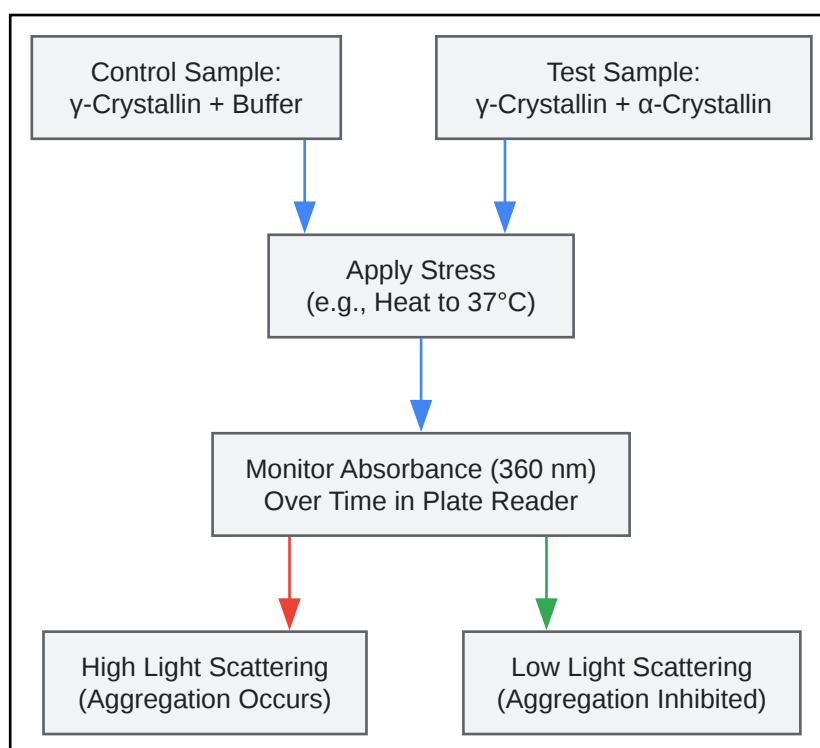 Control Sample:
γ-Crystallin + Buffer
Test Sample:
γ-Crystallin + α-Crystallin
Apply Stress
(e.g., Heat to 37°C)
Monitor Absorbance (360 nm)
Over Time in Plate Reader
High Light Scattering
(Aggregation Occurs)
Low Light Scattering
(Aggregation Inhibited)